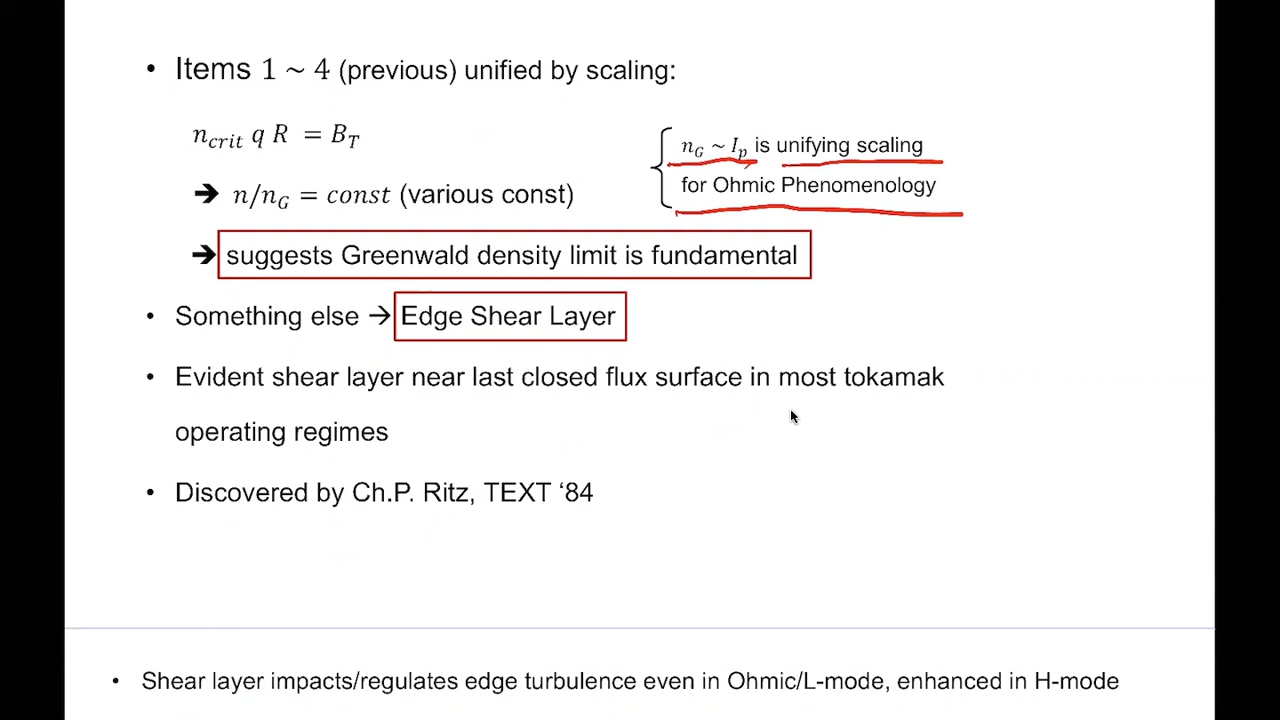 • Items 1 ~ 4 (previous) unified by scaling:
n_crit q R = B_T
n_G ~ I_p is unifying scaling
➔ n/n_G = const (various const)
for Ohmic Phenomenology
➔ suggests Greenwald density limit is fundamental
• Something else → Edge Shear Layer
• Evident shear layer near last closed flux surface in most tokamak
operating regimes
• Discovered by Ch.P. Ritz, TEXT ‘84
• Shear layer impacts/regulates edge turbulence even in Ohmic/L-mode, enhanced in H-mode